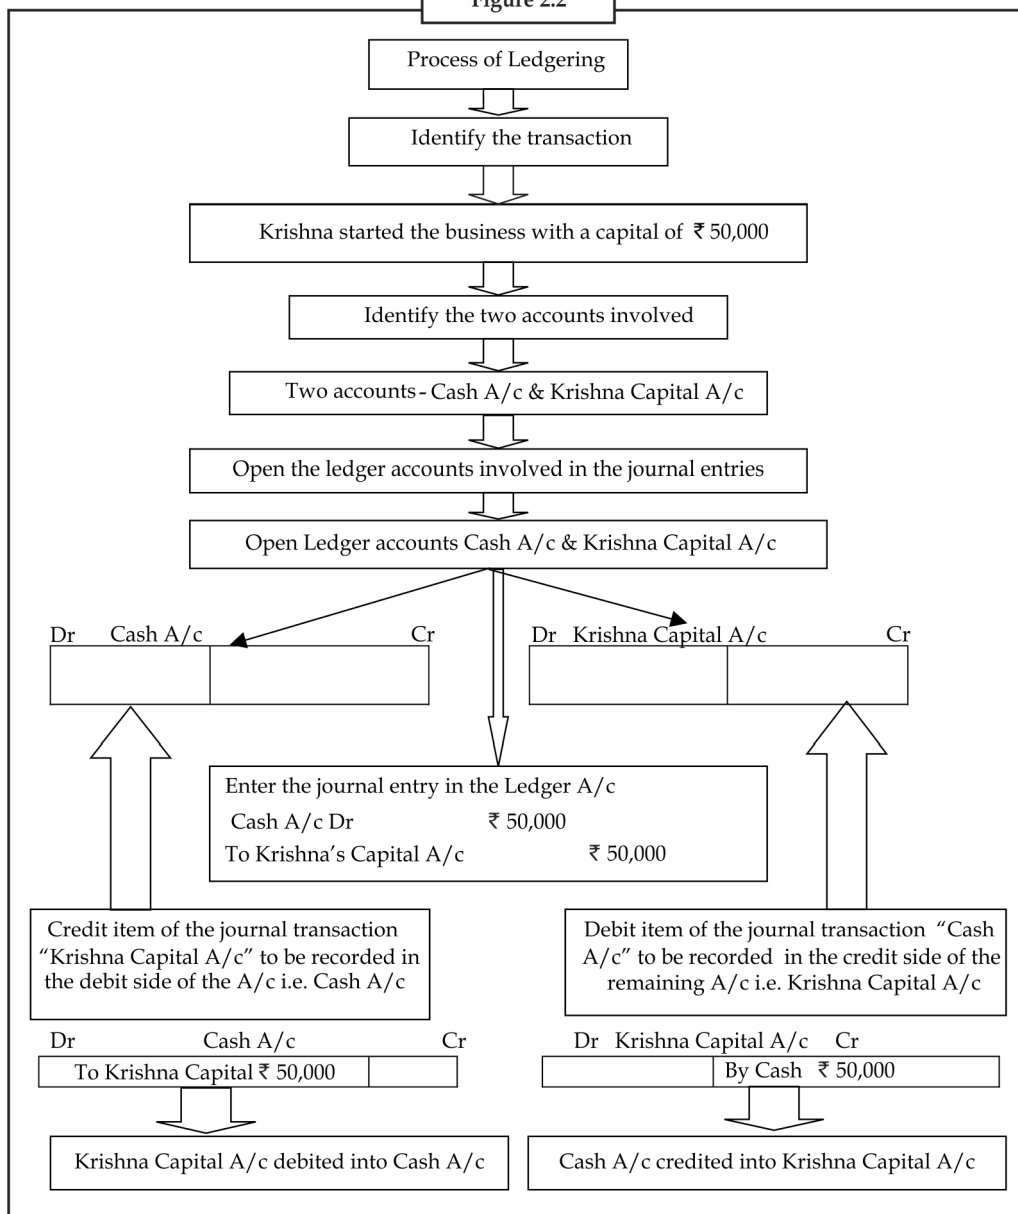 Figure 2.2
Process of Ledgering
Identify the transaction
Krishna started the business with a capital of ₹ 50,000
Identify the two accounts involved
Two accounts - Cash A/c & Krishna Capital A/c
Open the ledger accounts involved in the journal entries
Open Ledger accounts Cash A/c & Krishna Capital A/c
Dr Cash A/c Cr
Dr Krishna Capital A/c Cr
Enter the journal entry in the Ledger A/c
Cash A/c Dr ₹ 50,000
To Krishna's Capital A/c ₹ 50,000
Credit item of the journal transaction
"Krishna Capital A/c" to be recorded in
the debit side of the A/c i.e. Cash A/c
Debit item of the journal transaction "Cash
A/c" to be recorded in the credit side of the
remaining A/c i.e. Krishna Capital A/c
Dr Cash A/c Cr
To Krishna Capital ₹ 50,000
Dr Krishna Capital A/c Cr
By Cash ₹ 50,000
Krishna Capital A/c debited into Cash A/c
Cash A/c credited into Krishna Capital A/c